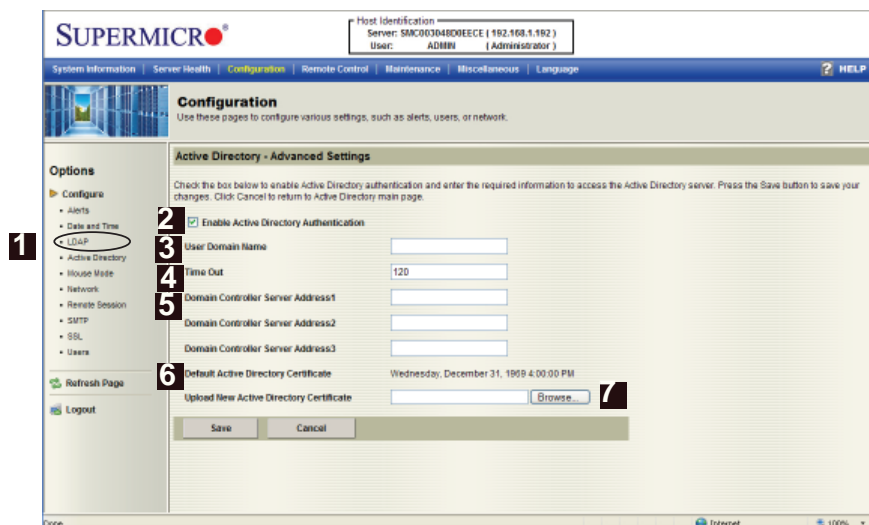 SUPERMICRO®
Host Identification
Server: SMC003048D0EECE ( 192.168.1.192 )
User: ADMIN ( Administrator )
System Information | Server Health | Configuration | Remote Control | Maintenance | Miscellaneous | Language
? HELP
Configuration
Use these pages to configure various settings, such as alerts, users, or network.
Options
Configure
Alerts
Date and Time
1 LDAP
Active Directory
Mouse Mode
Network
Remote Session
SMTP
SSL
Users
Refresh Page
Logout
Active Directory - Advanced Settings
Check the box below to enable Active Directory authentication and enter the required information to access the Active Directory server. Press the Save button to save your
changes. Click Cancel to return to Active Directory main page.
2 Enable Active Directory Authentication
3 User Domain Name
4 Time Out 120
5 Domain Controller Server Address1
Domain Controller Server Address2
Domain Controller Server Address3
6 Default Active Directory Certificate Wednesday, December 31, 1969 4:00:00 PM
Upload New Active Directory Certificate Browse... 7
Save Cancel
Done
Internet 100%